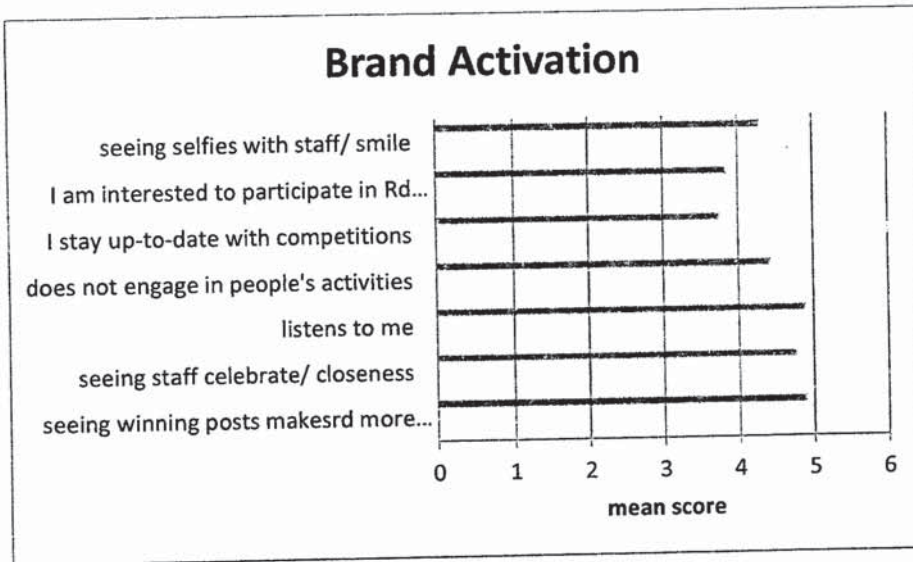 Brand Activation
seeing selfies with staff/ smile
I am interested to participate in Rd...
I stay up-to-date with competitions
does not engage in people's activities
listens to me
seeing staff celebrate/ closeness
seeing winning posts makesrd more...
0 1 2 3 4 5 6
mean score